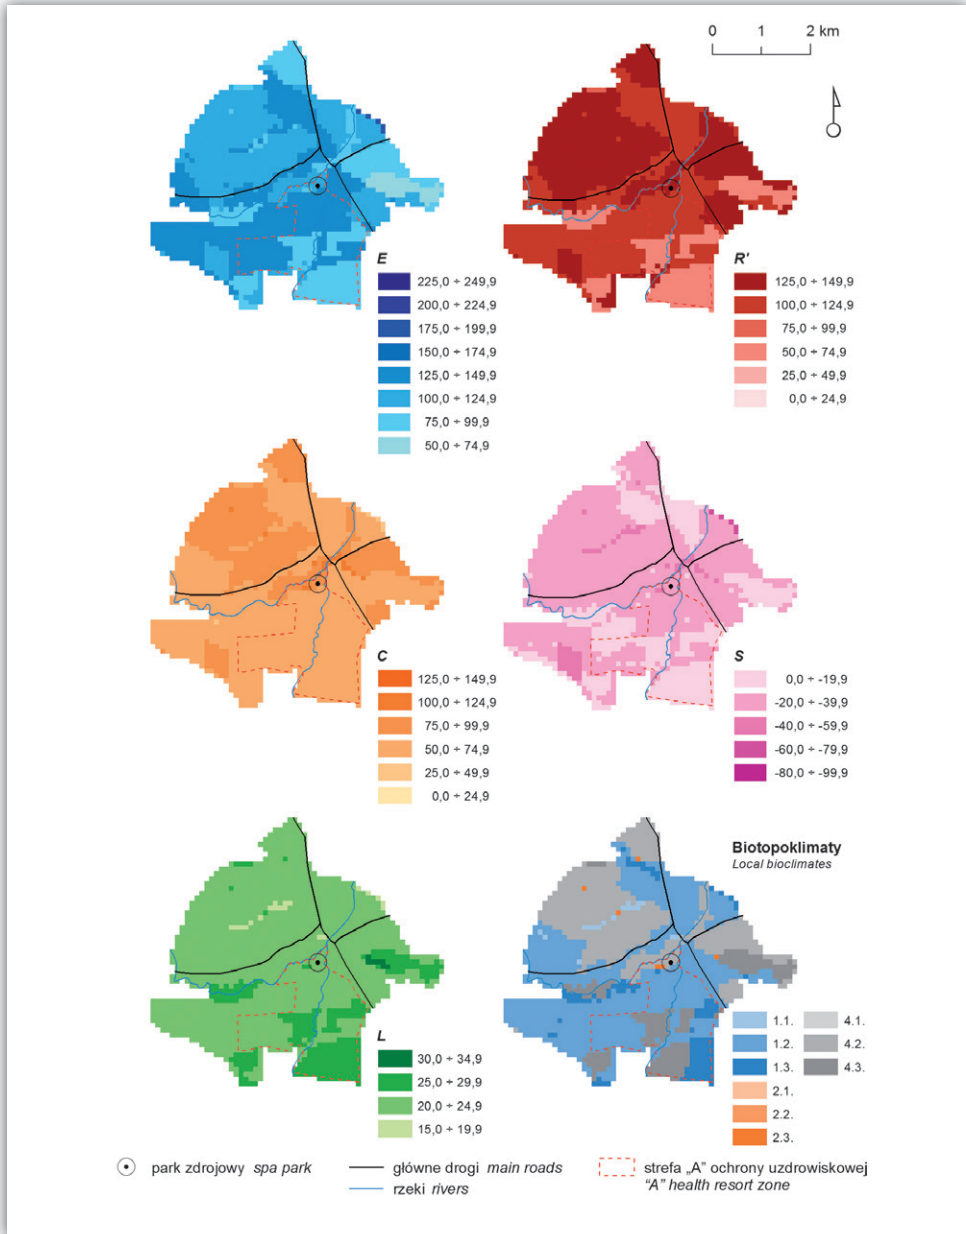 0 1 2 km
E
225,0 ÷ 249,9
200,0 ÷ 224,9
175,0 ÷ 199,9
150,0 ÷ 174,9
125,0 ÷ 149,9
100,0 ÷ 124,9
75,0 ÷ 99,9
50,0 ÷ 74,9
R'
125,0 ÷ 149,9
100,0 ÷ 124,9
75,0 ÷ 99,9
50,0 ÷ 74,9
25,0 ÷ 49,9
0,0 ÷ 24,9
C
125,0 ÷ 149,9
100,0 ÷ 124,9
75,0 ÷ 99,9
50,0 ÷ 74,9
25,0 ÷ 49,9
0,0 ÷ 24,9
S
0,0 ÷ -19,9
-20,0 ÷ -39,9
-40,0 ÷ -59,9
-60,0 ÷ -79,9
-80,0 ÷ -99,9
L
30,0 ÷ 34,9
25,0 ÷ 29,9
20,0 ÷ 24,9
15,0 ÷ 19,9
Biotopoklimaty
Local bioclimates
1.1. 4.1.
1.2. 4.2.
1.3. 4.3.
2.1.
2.2.
2.3.
park zdrojowy spa park
główne drogi main roads
rzeki rivers
strefa „A” ochrony uzdrowiskowej
“A” health resort zone